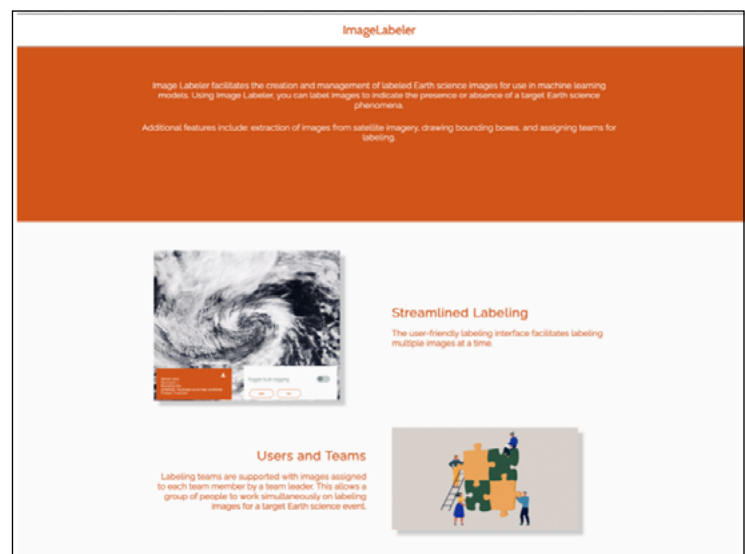 ImageLabeler
Image Labeler facilitates the creation and management of labeled Earth science images for use in machine learning
models. Using Image Labeler, you can label images to indicate the presence or absence of a target Earth science
phenomena.
Additional features include: extraction of images from satellite imagery, drawing bounding boxes, and assigning teams for
labeling.
Streamlined Labeling
The user-friendly labeling interface facilitates labeling
multiple images at a time.
Toggle bulk tagging
Users and Teams
Labeling teams are supported with images assigned
to each team member by a team leader. This allows a
group of people to work simultaneously on labeling
images for a target Earth science event.